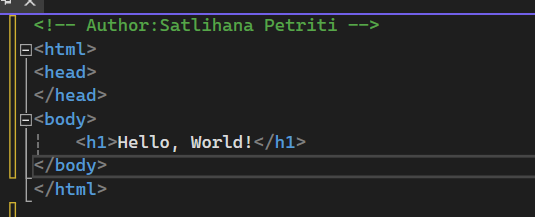 <!-- Author:Satlihana Petriti -->
<html>
<head>
</head>
<body>
    <h1>Hello, World!</h1>
</body>
</html>